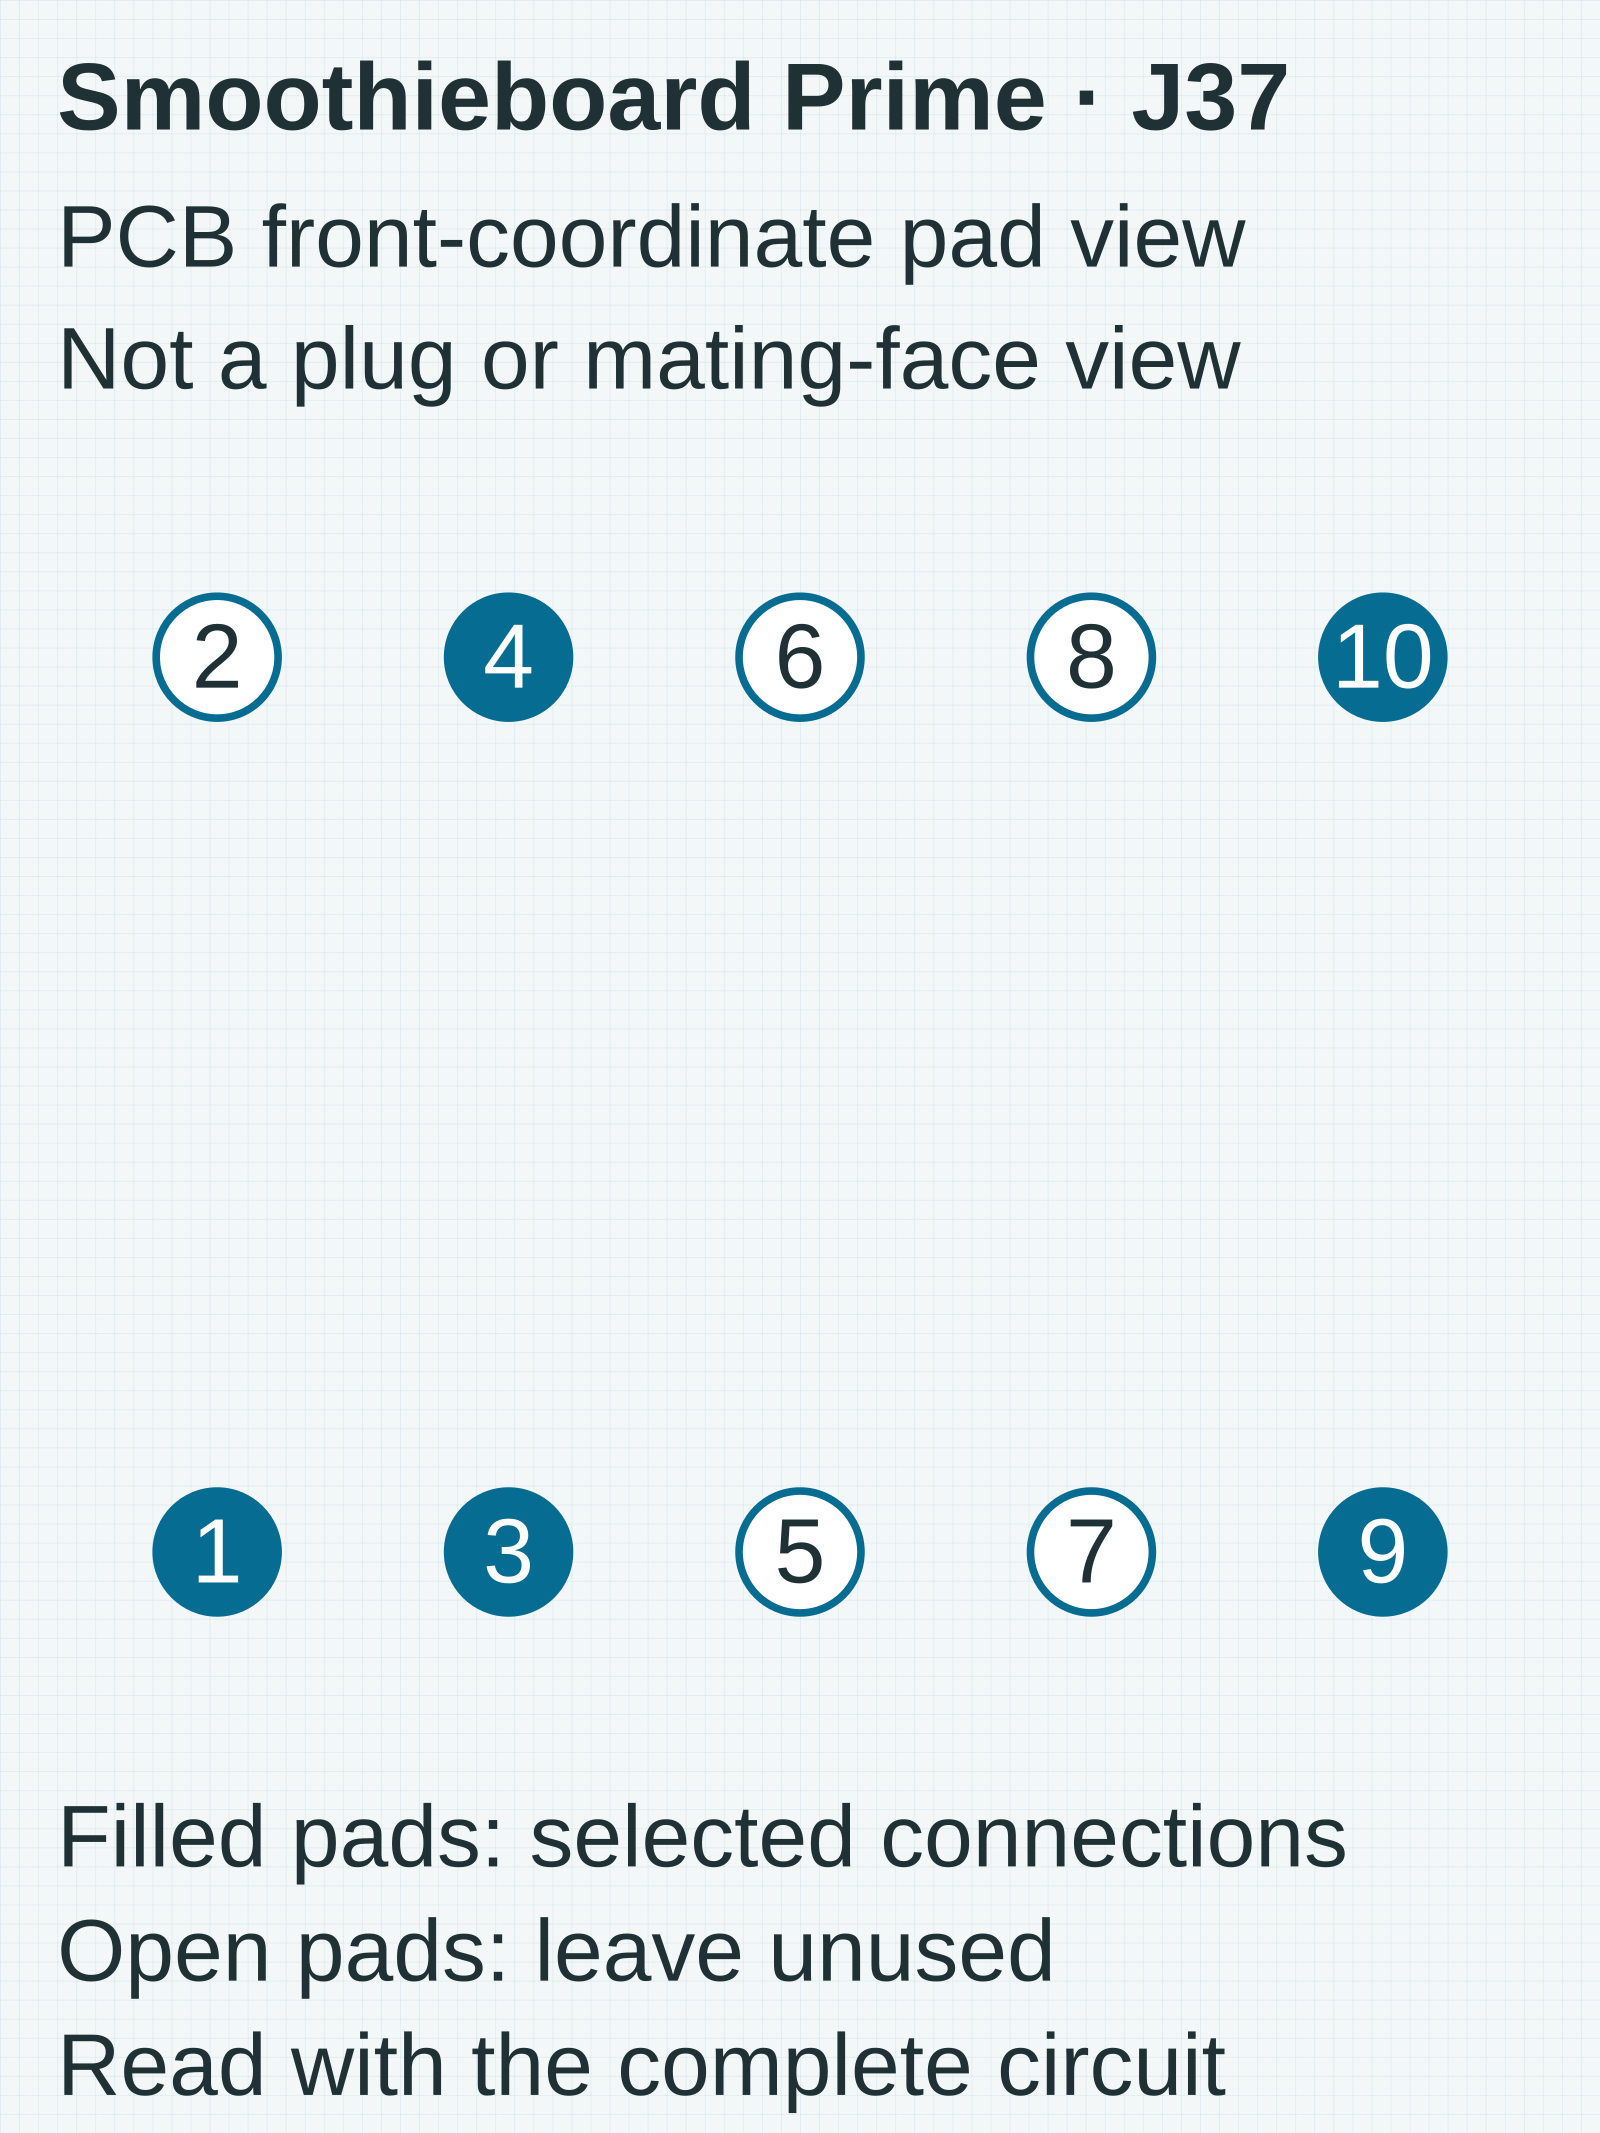 Smoothieboard Prime · J37
PCB front-coordinate pad view
Not a plug or mating-face view
2 4 6 8 10
1 3 5 7 9
Filled pads: selected connections
Open pads: leave unused
Read with the complete circuit